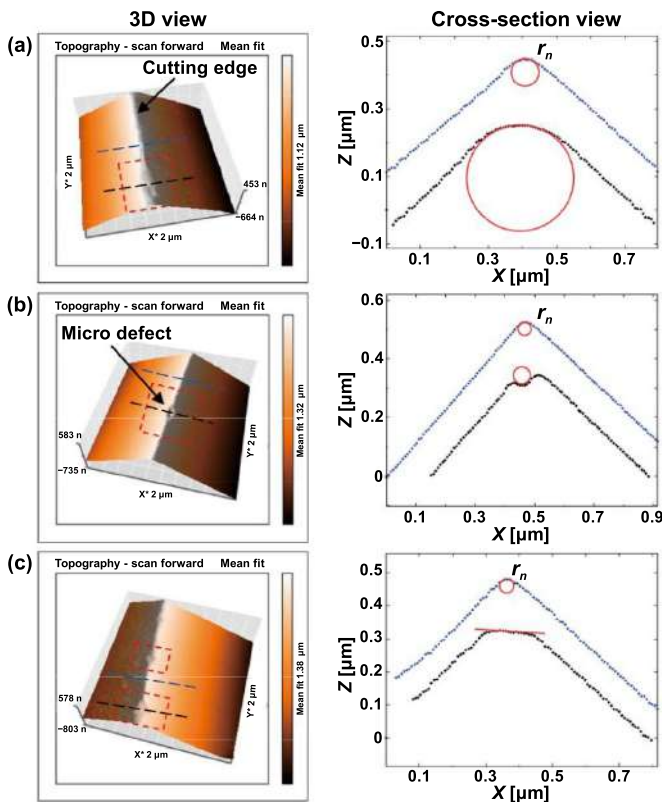 3D view
Cross-section view
(a)
Topography - scan forward Mean fit
Cutting edge
Mean fit 1.12 µm
Y* 2 µm
453 n
−664 n
X* 2 µm
Z [µm]
0.5
0.3
0.1
−0.1
r_n
0.1 0.3 0.5 0.7
X [µm]
(b)
Topography - scan forward Mean fit
Micro defect
Mean fit 1.32 µm
583 n
−735 n
Y* 2 µm
X* 2 µm
Z [µm]
0.6
0.4
0.2
0
r_n
0.1 0.3 0.5 0.7 0.9
X [µm]
(c)
Topography - scan forward Mean fit
Mean fit 1.38 µm
578 n
−803 n
Y* 2 µm
X* 2 µm
Z [µm]
0.5
0.4
0.3
0.2
0.1
0
r_n
0.1 0.3 0.5 0.7
X [µm]